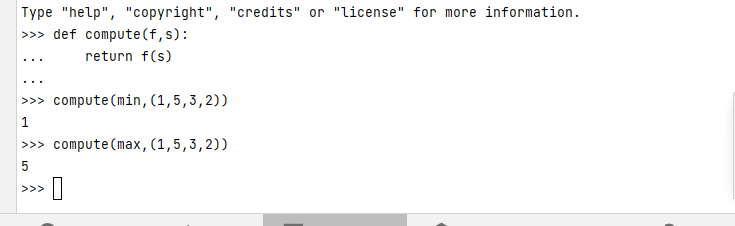 Type "help", "copyright", "credits" or "license" for more information.
>>> def compute(f,s):
...     return f(s)
...
>>> compute(min,(1,5,3,2))
1
>>> compute(max,(1,5,3,2))
5
>>>